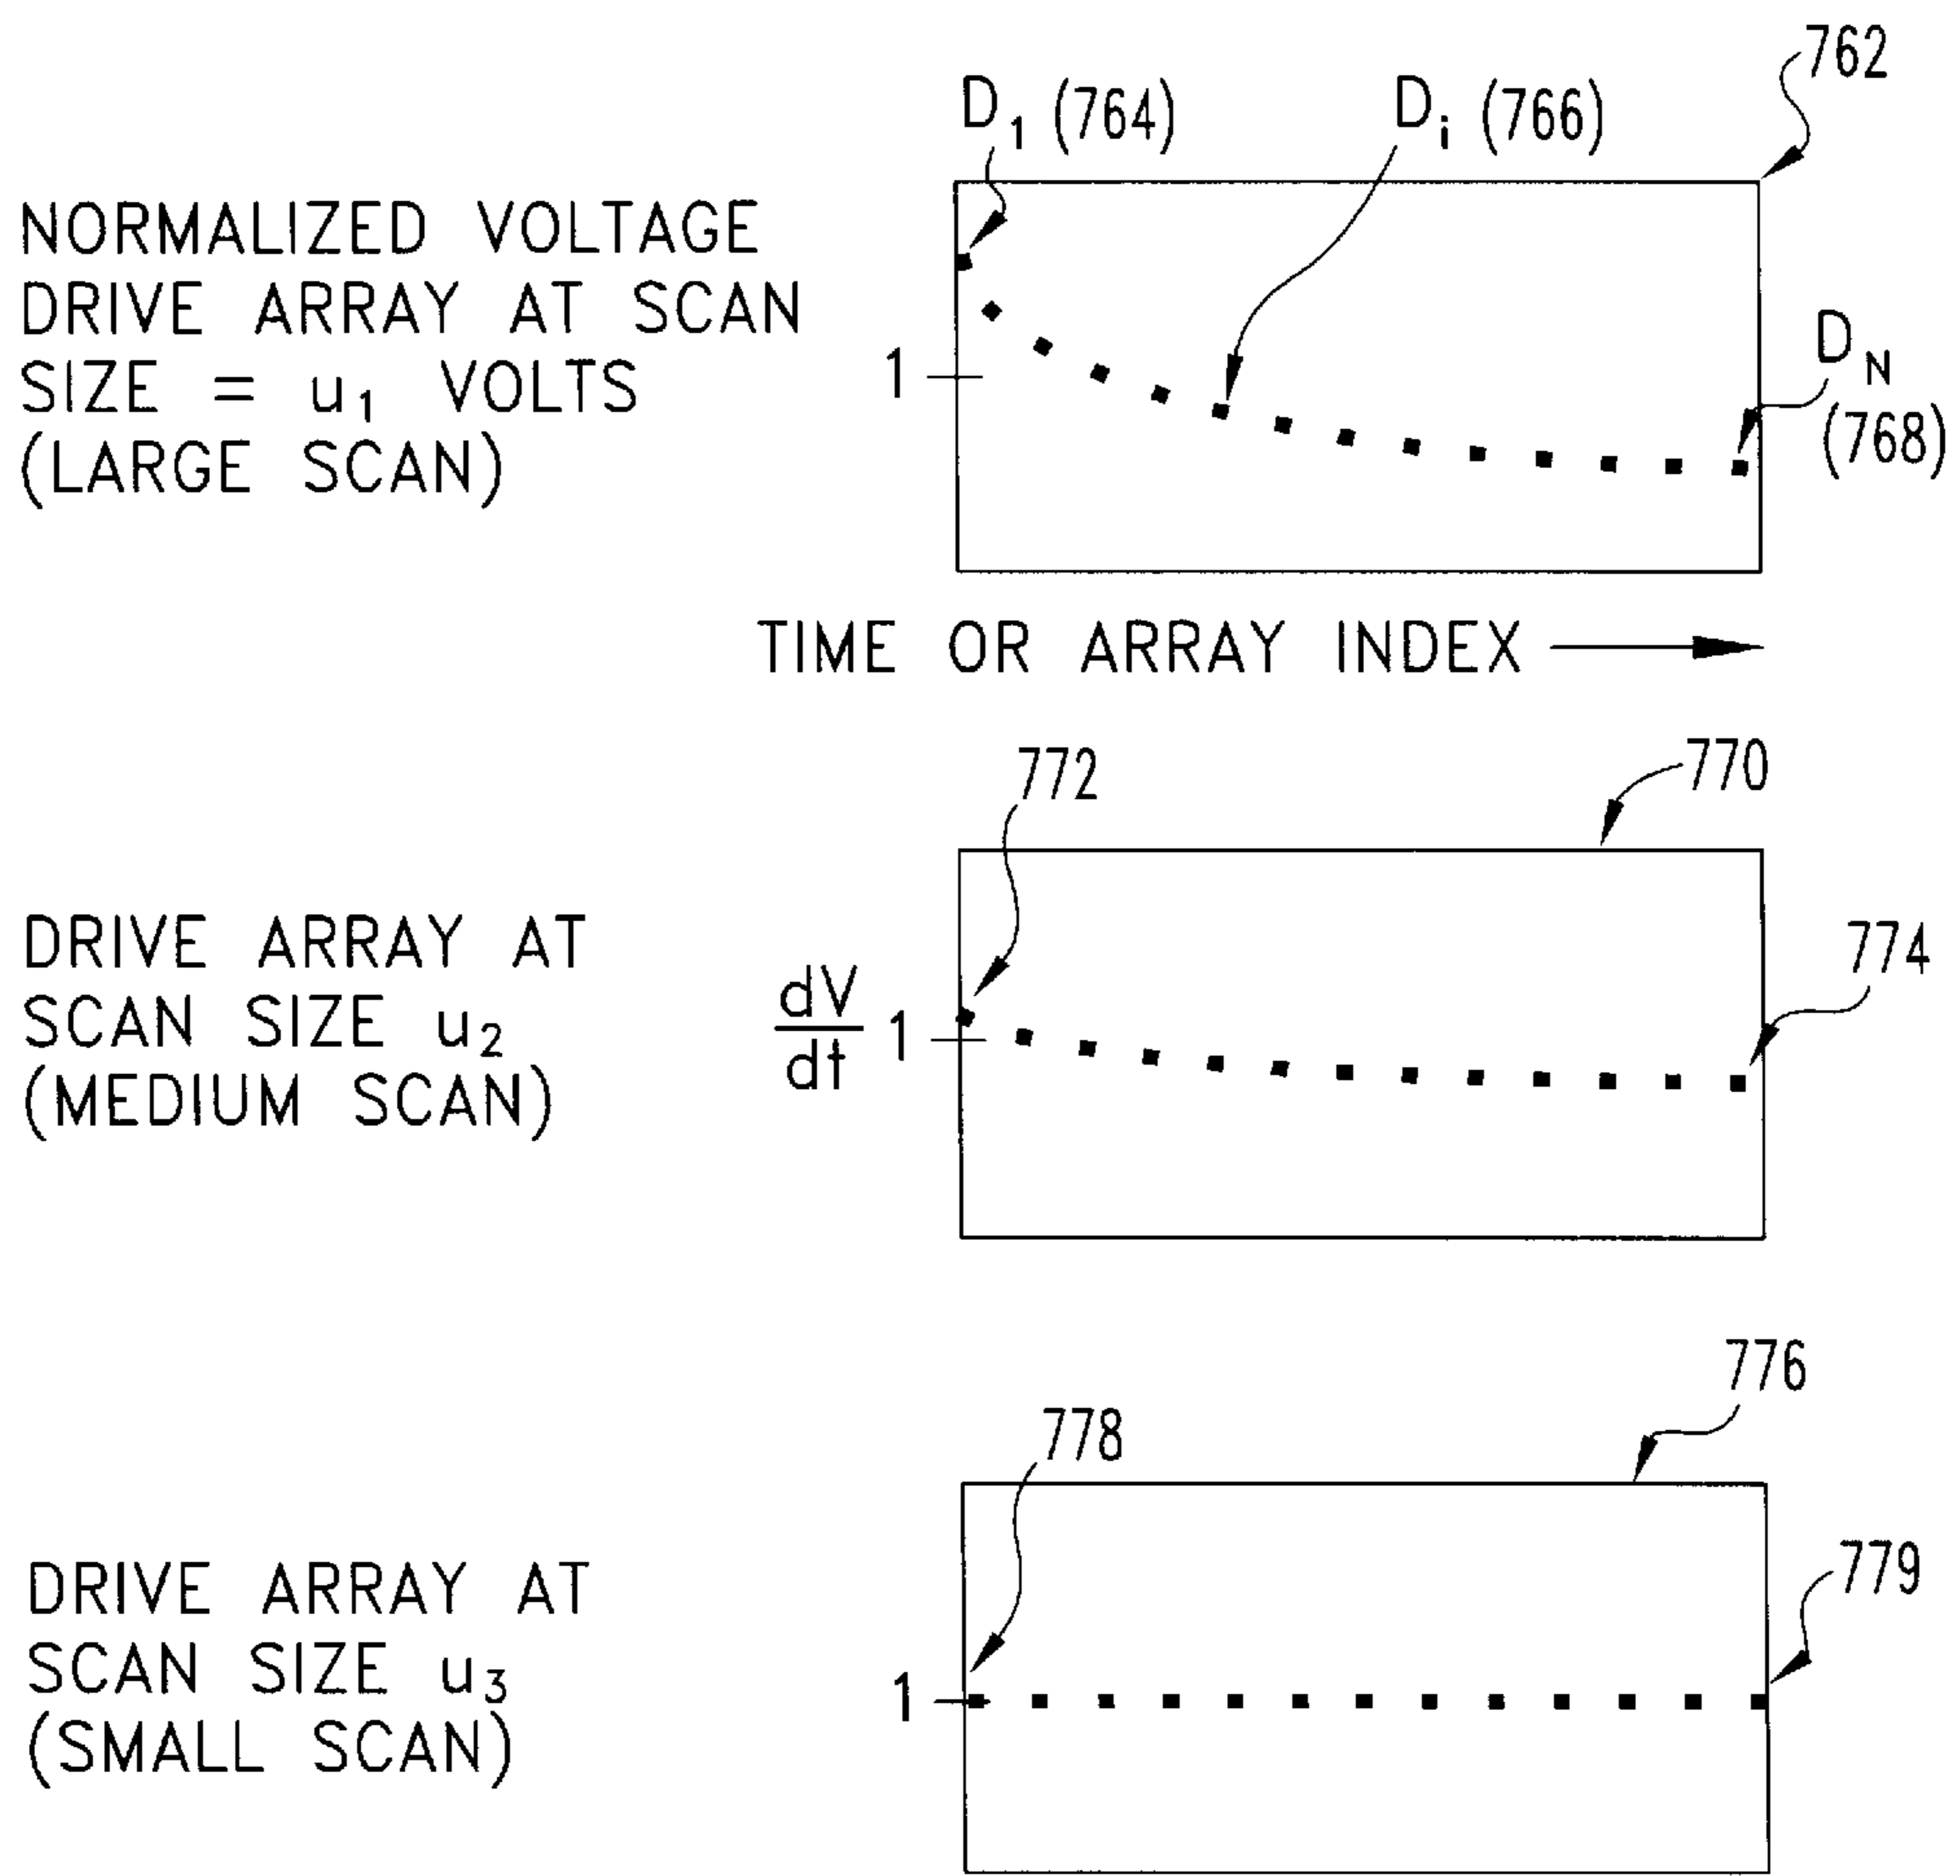 762
D₁ (764)
Dᵢ (766)
NORMALIZED VOLTAGE
DRIVE ARRAY AT SCAN
SIZE = u₁ VOLTS
(LARGE SCAN)
1
D_N
(768)
TIME OR ARRAY INDEX
772
770
DRIVE ARRAY AT
SCAN SIZE u₂
(MEDIUM SCAN)
dV
dt
1
774
776
778
DRIVE ARRAY AT
SCAN SIZE u₃
(SMALL SCAN)
1
779